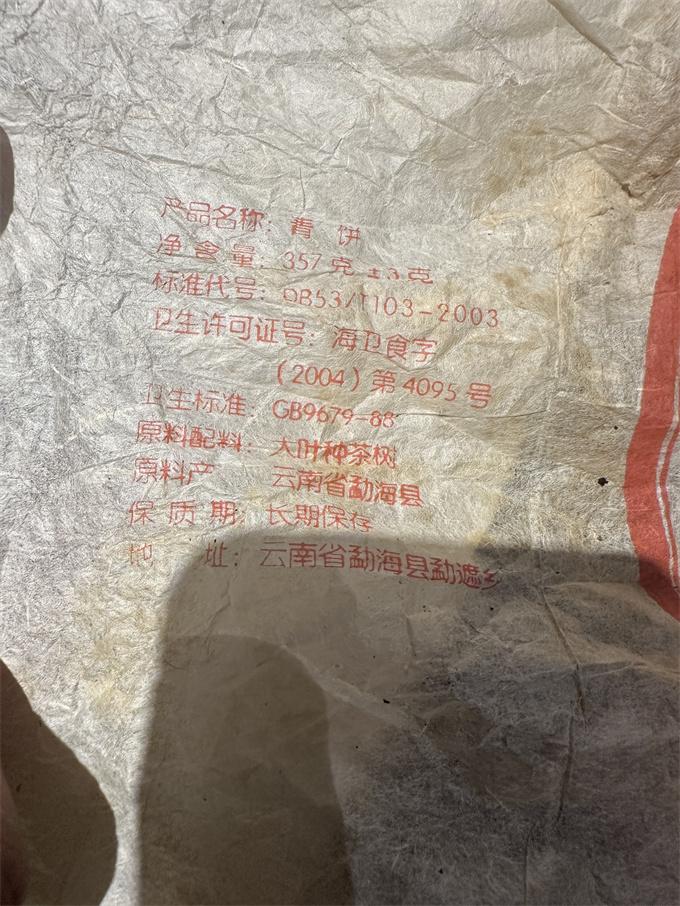 产品名称：青饼
净含量：357克±3克
标准代号：DB53/T103-2003
卫生许可证号：海卫食字
(2004)第4095号
卫生标准：GB9679-88
原料配料：大叶种茶树
原料产 云南省勐海县
保质期：长期保存
地址：云南省勐海县勐遮乡